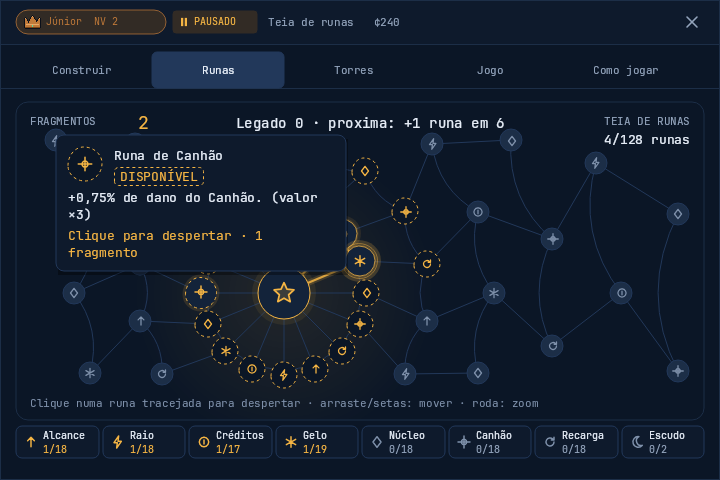 Júnior NV 2
PAUSADO
Teia de runas $240
Construir
Runas
Torres
Jogo
Como jogar
FRAGMENTOS 2
Legado 0 · proxima: +1 runa em 6
TEIA DE RUNAS
4/128 runas
Runa de Canhão
DISPONÍVEL
+0,75% de dano do Canhão. (valor
×3)
Clique para despertar · 1
fragmento
Clique numa runa tracejada para despertar · arraste/setas: mover · roda: zoom
Alcance
1/18
Raio
1/18
Créditos
1/17
Gelo
1/19
Núcleo
0/18
Canhão
0/18
Recarga
0/18
Escudo
0/2